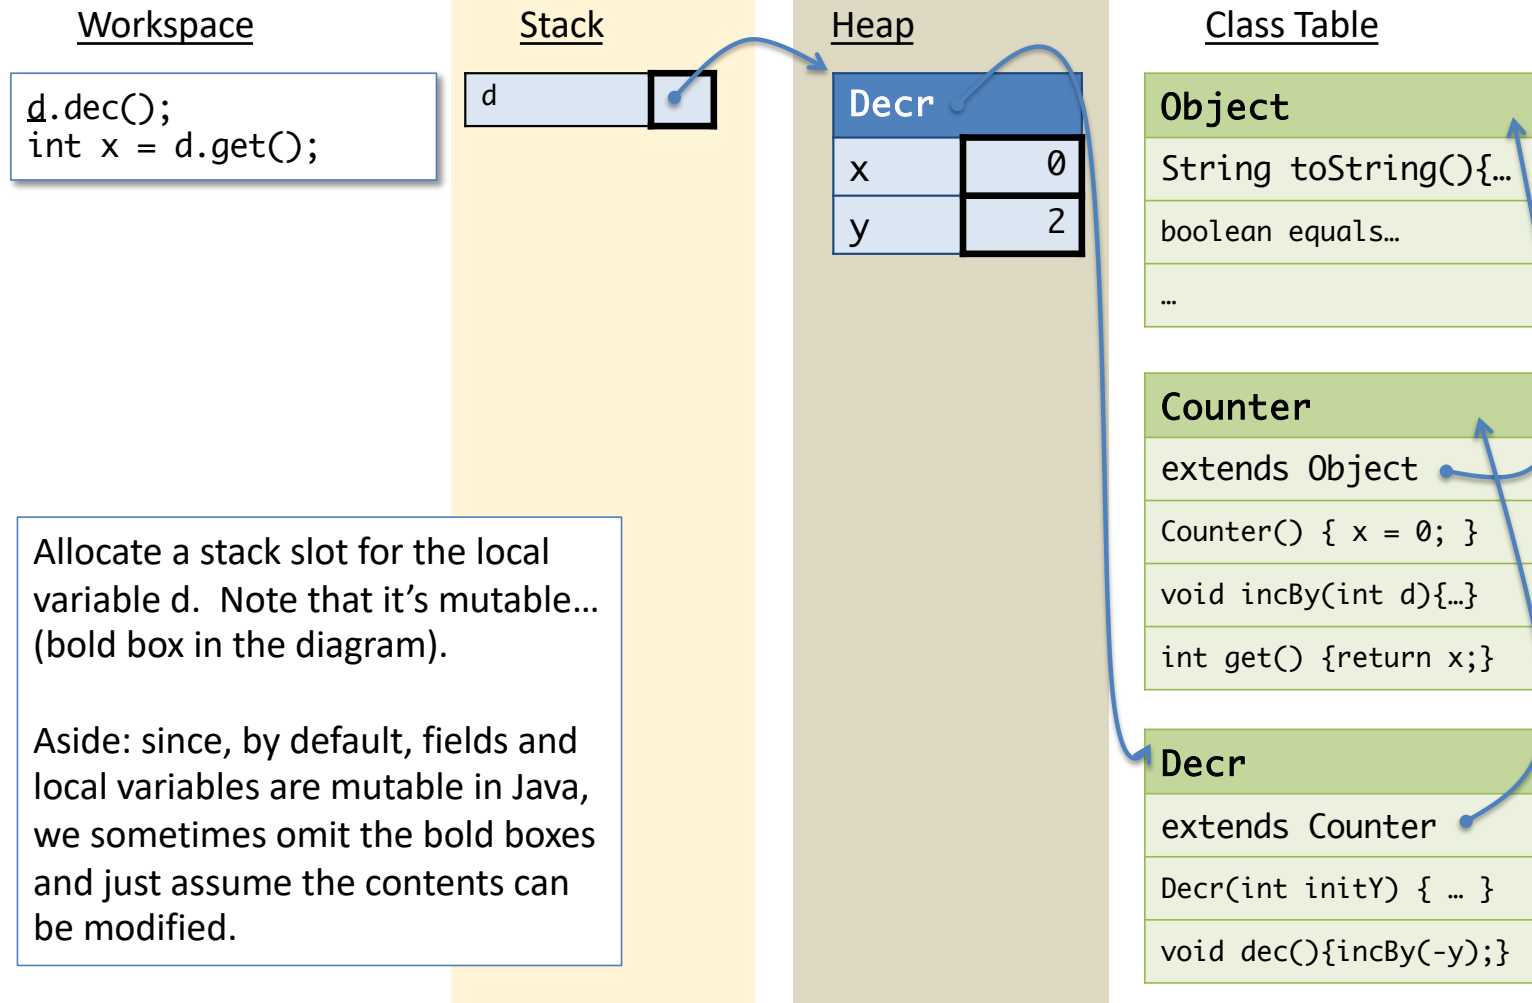 Workspace
Stack
Heap
Class Table
d.dec();
int x = d.get();
d
Decr
x 0
y 2
Object
String toString(){…
boolean equals…
…
Counter
extends Object
Counter() { x = 0; }
void incBy(int d){…}
int get() {return x;}
Decr
extends Counter
Decr(int initY) { … }
void dec(){incBy(-y);}
Allocate a stack slot for the local
variable d. Note that it’s mutable…
(bold box in the diagram).
Aside: since, by default, fields and
local variables are mutable in Java,
we sometimes omit the bold boxes
and just assume the contents can
be modified.